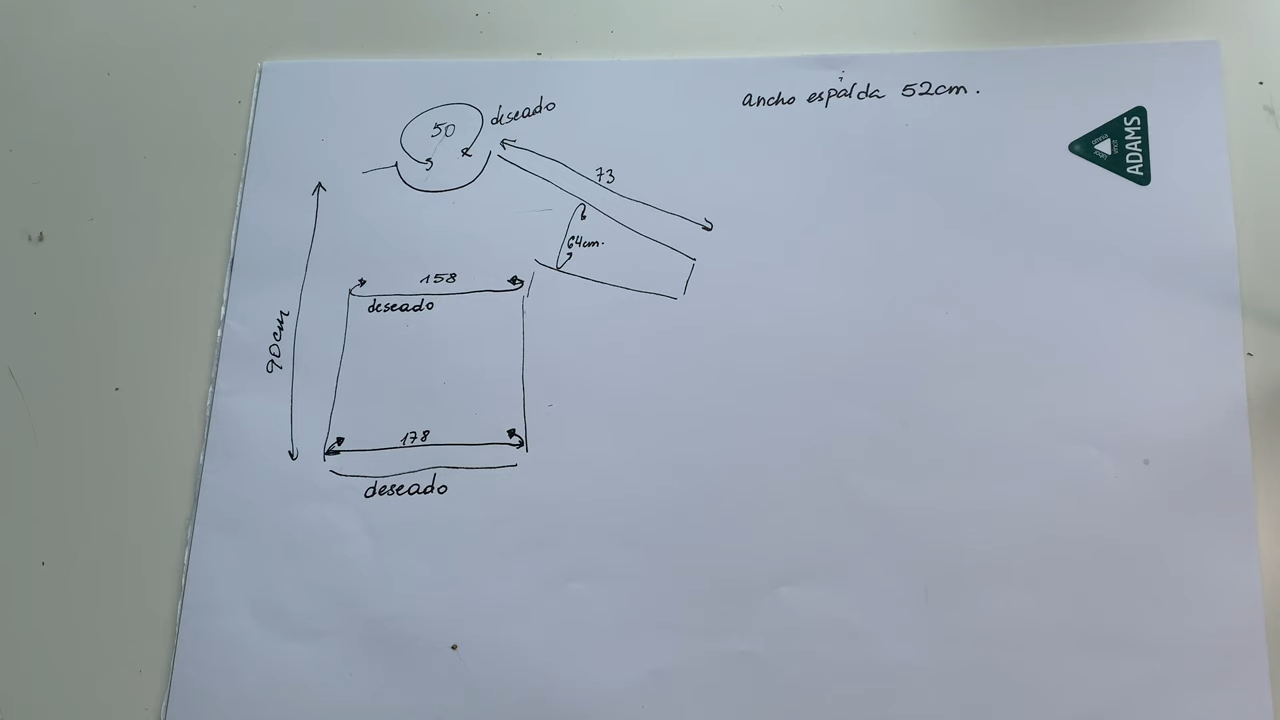 ancho espalda 52cm.
ADAMS
50
deseado
73
64cm.
158
deseado
90cm
178
deseado